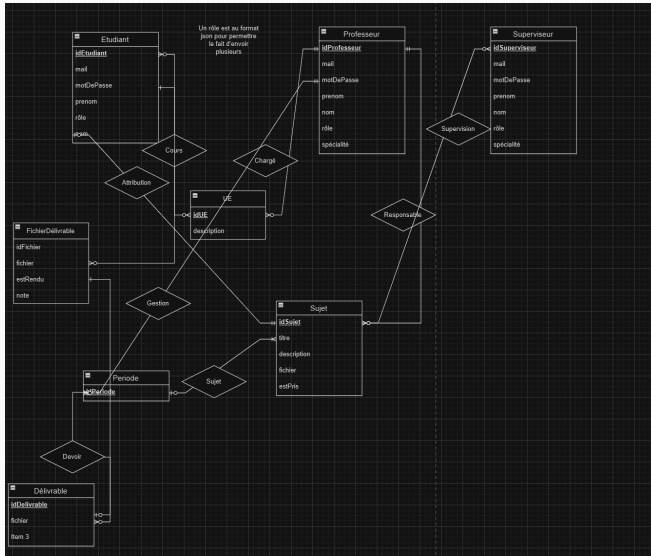 Un rôle est au format
json pour permettre
le fait d'envoir
plusieurs
Etudiant
idEtudiant
mail
motDePasse
prenom
rôle
nom
Professeur
idProfesseur
mail
motDePasse
prenom
nom
rôle
spécialité
Superviseur
idSuperviseur
mail
motDePasse
prenom
nom
rôle
spécialité
Cours
Chargé
Supervision
Attribution
UE
idUE
description
Responsable
FichierDélivrable
idFichier
fichier
estRendu
note
Gestion
Sujet
idSujet
titre
description
fichier
estPris
Periode
idPeriode
Sujet
Devoir
Délivrable
idDelivrable
fichier
Item 3